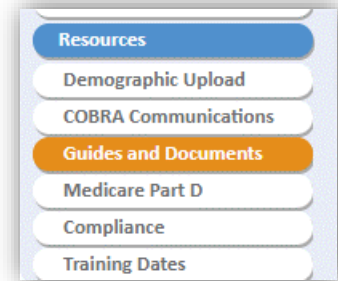 Resources
Demographic Upload
COBRA Communications
Guides and Documents
Medicare Part D
Compliance
Training Dates